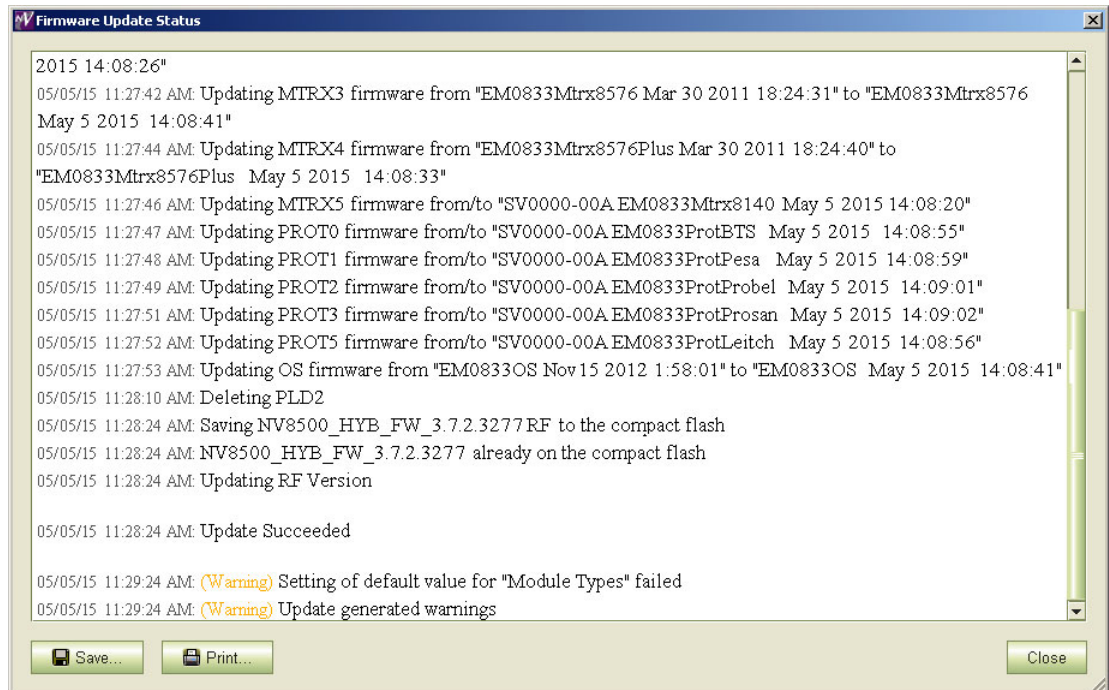 Firmware Update Status
2015 14:08:26"
05/05/15 11:27:42 AM: Updating MTRX3 firmware from "EM0833Mtrx8576 Mar 30 2011 18:24:31" to "EM0833Mtrx8576
May 5 2015 14:08:41"
05/05/15 11:27:44 AM: Updating MTRX4 firmware from "EM0833Mtrx8576Plus Mar 30 2011 18:24:40" to
"EM0833Mtrx8576Plus May 5 2015 14:08:33"
05/05/15 11:27:46 AM: Updating MTRX5 firmware from/to "SV0000-00A EM0833Mtrx8140 May 5 2015 14:08:20"
05/05/15 11:27:47 AM: Updating PROT0 firmware from/to "SV0000-00A EM0833ProtBTS May 5 2015 14:08:55"
05/05/15 11:27:48 AM: Updating PROT1 firmware from/to "SV0000-00A EM0833ProtPesa May 5 2015 14:08:59"
05/05/15 11:27:49 AM: Updating PROT2 firmware from/to "SV0000-00A EM0833ProtProbel May 5 2015 14:09:01"
05/05/15 11:27:51 AM: Updating PROT3 firmware from/to "SV0000-00A EM0833ProtProsan May 5 2015 14:09:02"
05/05/15 11:27:52 AM: Updating PROT5 firmware from/to "SV0000-00A EM0833ProtLeitch May 5 2015 14:08:56"
05/05/15 11:27:53 AM: Updating OS firmware from "EM0833OS Nov 15 2012 1:58:01" to "EM0833OS May 5 2015 14:08:41"
05/05/15 11:28:10 AM: Deleting PLD2
05/05/15 11:28:24 AM: Saving NV8500_HYB_FW_3.7.2.3277 RF to the compact flash
05/05/15 11:28:24 AM: NV8500_HYB_FW_3.7.2.3277 already on the compact flash
05/05/15 11:28:24 AM: Updating RF Version
05/05/15 11:28:24 AM: Update Succeeded
05/05/15 11:29:24 AM: (Warning) Setting of default value for "Module Types" failed
05/05/15 11:29:24 AM: (Warning) Update generated warnings
Save... Print... Close